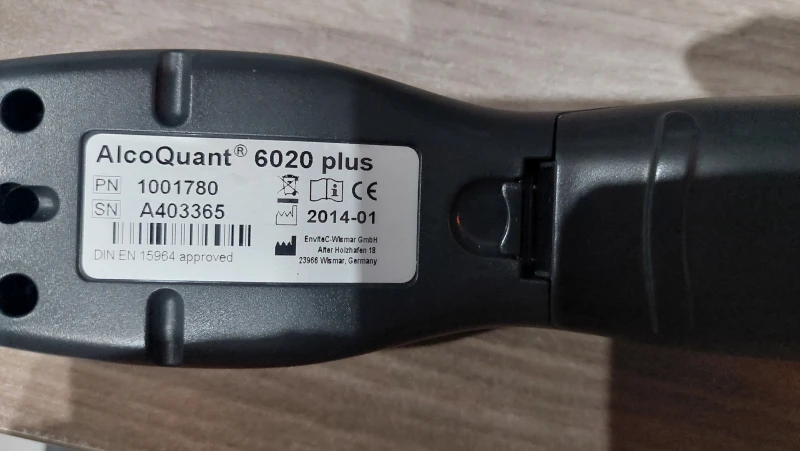 AlcoQuant® 6020 plus
PN 1001780
SN A403365
2014-01
DIN EN 15964 approved
EnviteC-Wismar GmbH
Alter Holzhafen 18
23966 Wismar, Germany